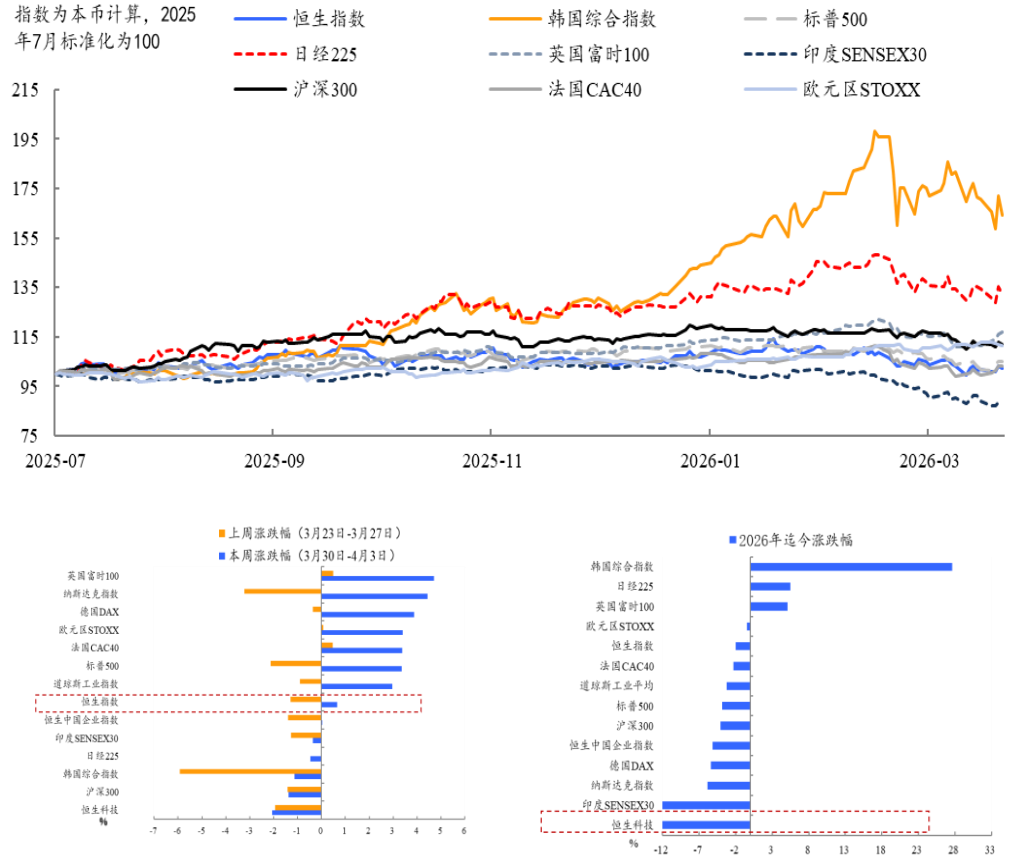 指数为本币计算，2025
年7月标准化为100
恒生指数
韩国综合指数
标普500
日经225
英国富时100
印度SENSEX30
沪深300
法国CAC40
欧元区STOXX
215
195
175
155
135
115
95
75
2025-07
2025-09
2025-11
2026-01
2026-03
上周涨跌幅（3月23日-3月27日）
本周涨跌幅（3月30日-4月3日）
英国富时100
纳斯达克指数
德国DAX
欧元区STOXX
法国CAC40
标普500
道琼斯工业指数
恒生指数
恒生中国企业指数
印度SENSEX30
日经225
韩国综合指数
沪深300
恒生科技
%
-7 -6 -5 -4 -3 -2 -1 0 1 2 3 4 5 6
2026年迄今涨跌幅
韩国综合指数
日经225
英国富时100
欧元区STOXX
恒生指数
法国CAC40
道琼斯工业平均
标普500
沪深300
恒生中国企业指数
德国DAX
纳斯达克指数
印度SENSEX30
恒生科技
%
-12 -7 -2 3 8 13 18 23 28 33